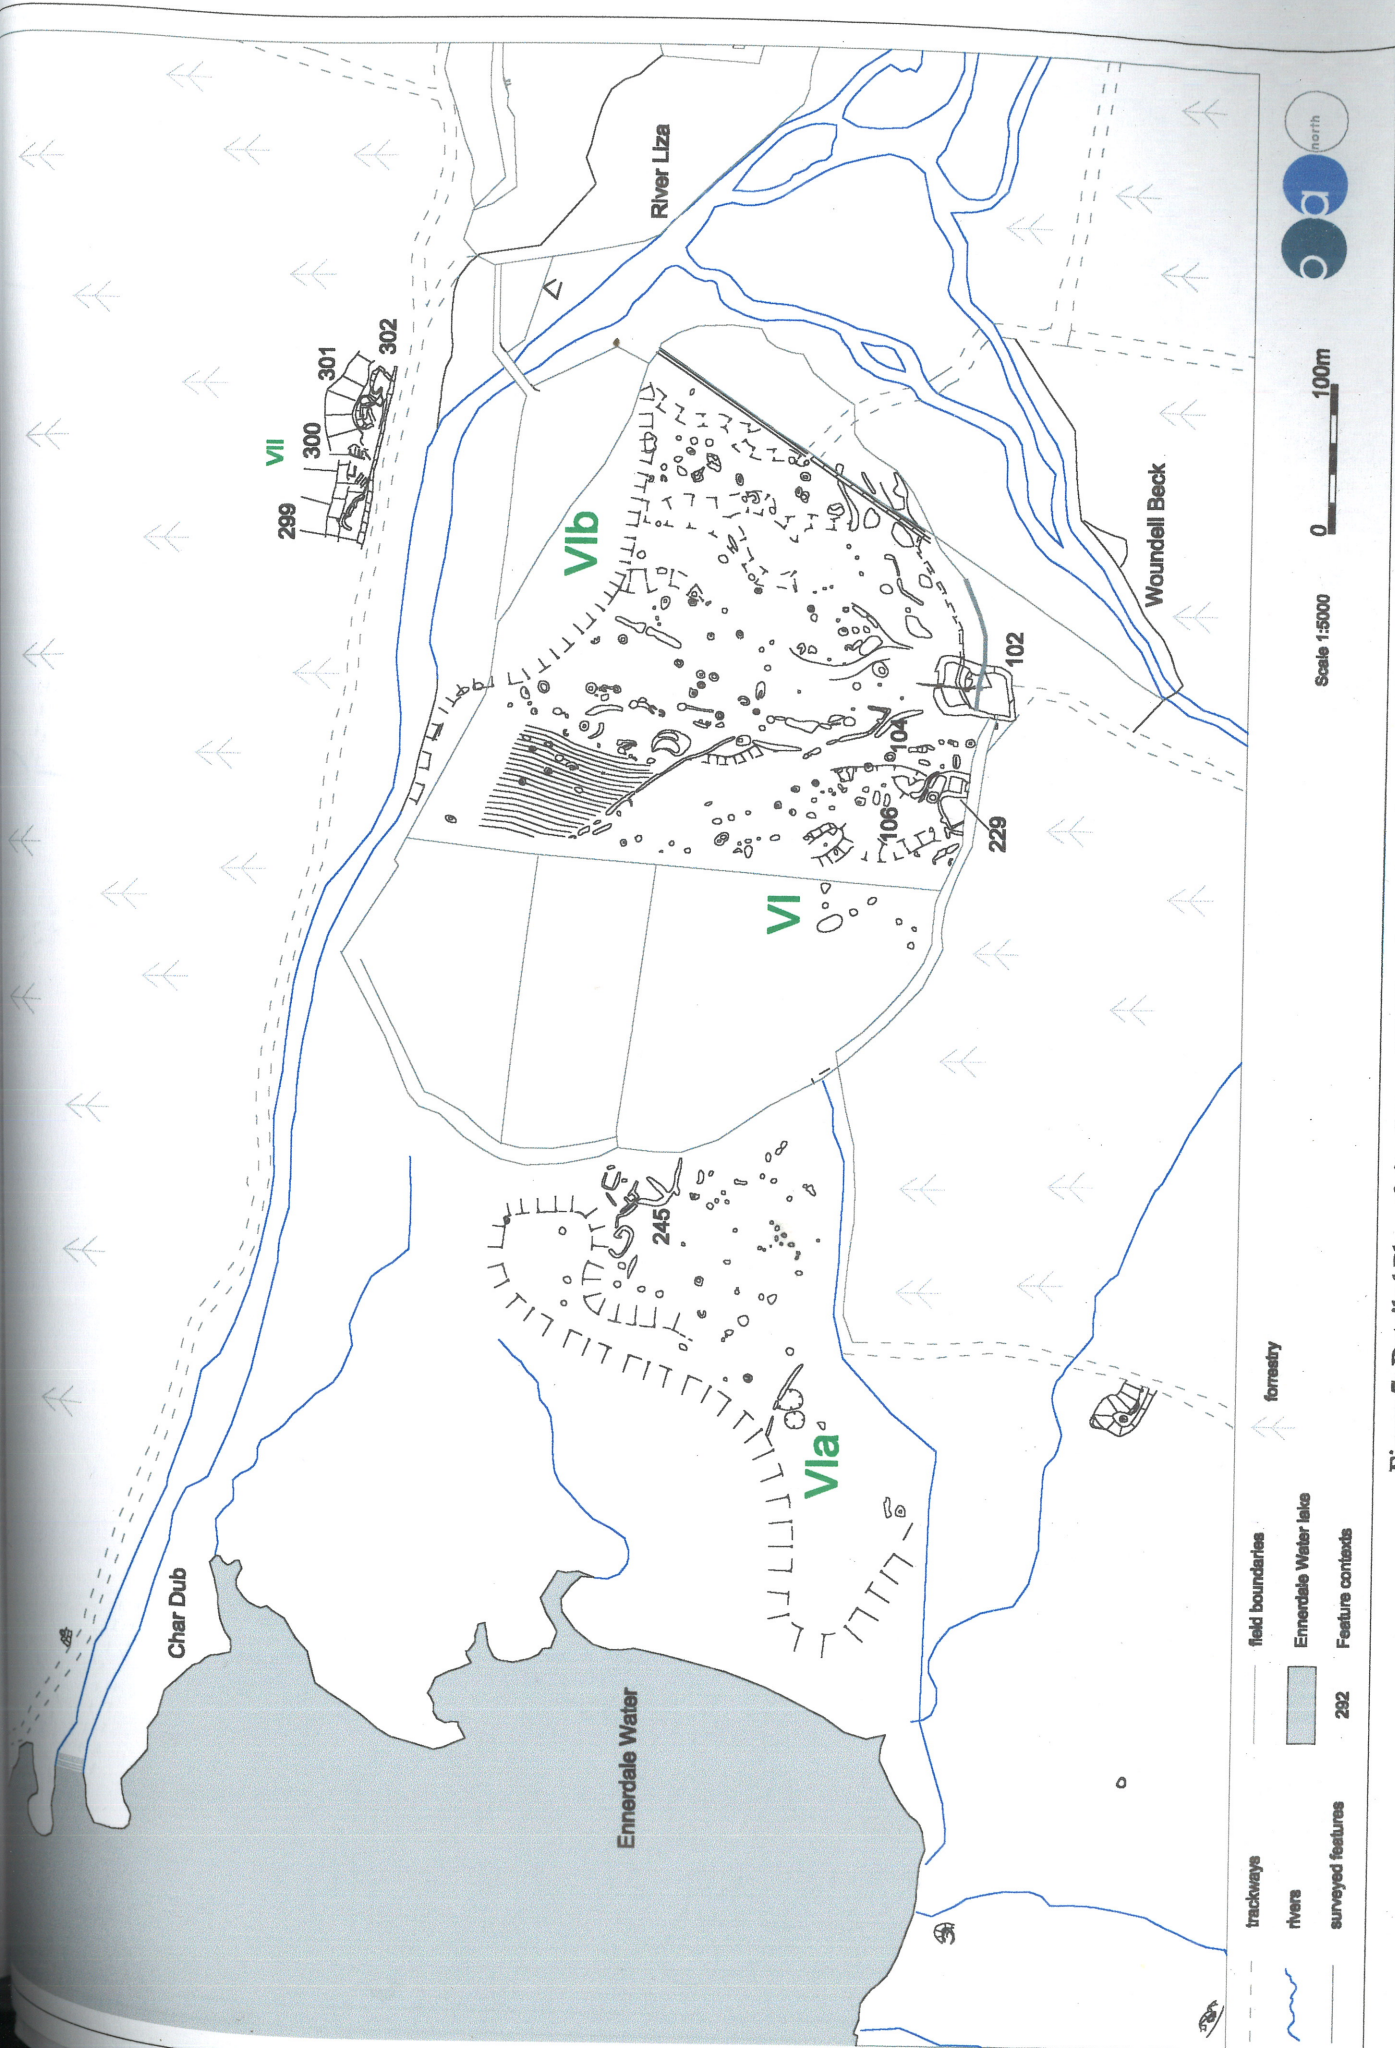 VII
299
300
301
302
River Liza
VIb
Char Dub
Ennerdale Water
245
VIa
VI
106
104
229
102
Woundell Beck
trackways
field boundaries
forrestry
rivers
Ennerdale Water lake
surveyed features
292
Feature contexts
Scale 1:5000
0
100m
oa
north